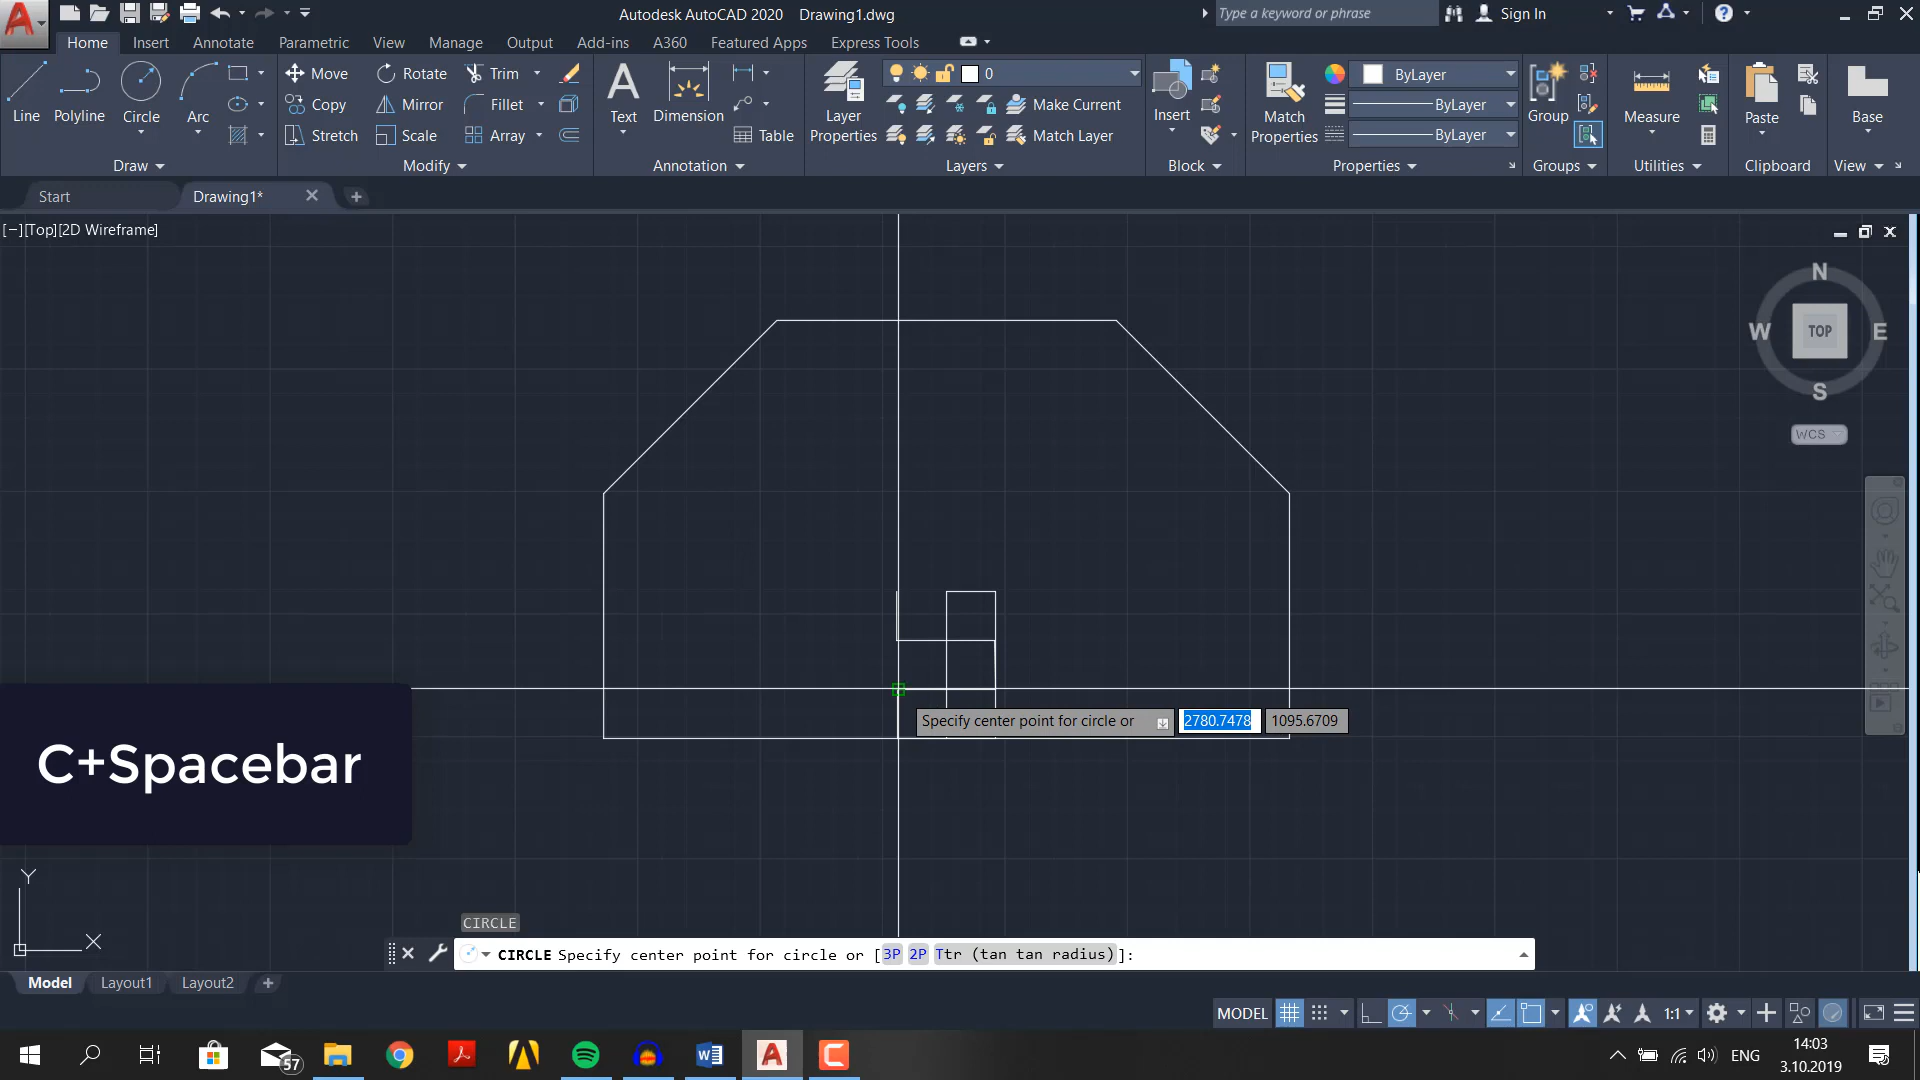 Autodesk AutoCAD 2020 Drawing1.dwg
Type a keyword or phrase
Sign In
Home Insert Annotate Parametric View Manage Output Add-ins A360 Featured Apps Express Tools
Line Polyline Circle Arc
Move Rotate Trim
Copy Mirror Fillet
Stretch Scale Array
Text Dimension Table
Layer Properties
0
Make Current
Match Layer
Insert
Match Properties
ByLayer
ByLayer
ByLayer
Group
Measure
Paste
Base
Draw Modify Annotation Layers Block Properties Groups Utilities Clipboard View
Start Drawing1*
[−][Top][2D Wireframe]
N
W TOP E
S
WCS
Specify center point for circle or 2780.7478 1095.6709
C+Spacebar
Y
X
CIRCLE
CIRCLE Specify center point for circle or [3P 2P Ttr (tan tan radius)]:
Model Layout1 Layout2
MODEL 1:1
57
ENG
14:03
3.10.2019